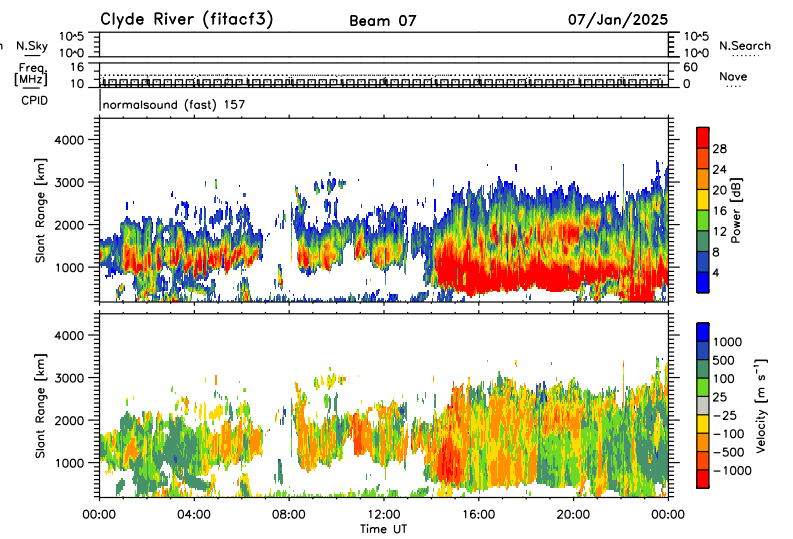 Clyde River (fitacf3) Beam 07 07/Jan/2025
10^5 10^5
N.Sky N.Search
10^0 10^0
Freq. 16 60
[MHz] Nave
10 0
CPID normalsound (fast) 157
Slant Range [km]
4000
3000
2000
1000
28
24
20
16
12
8
4
Power [dB]
Slant Range [km]
4000
3000
2000
1000
1000
500
100
25
-25
-100
-500
-1000
Velocity [m s⁻¹]
00:00 04:00 08:00 12:00 16:00 20:00 00:00
Time UT